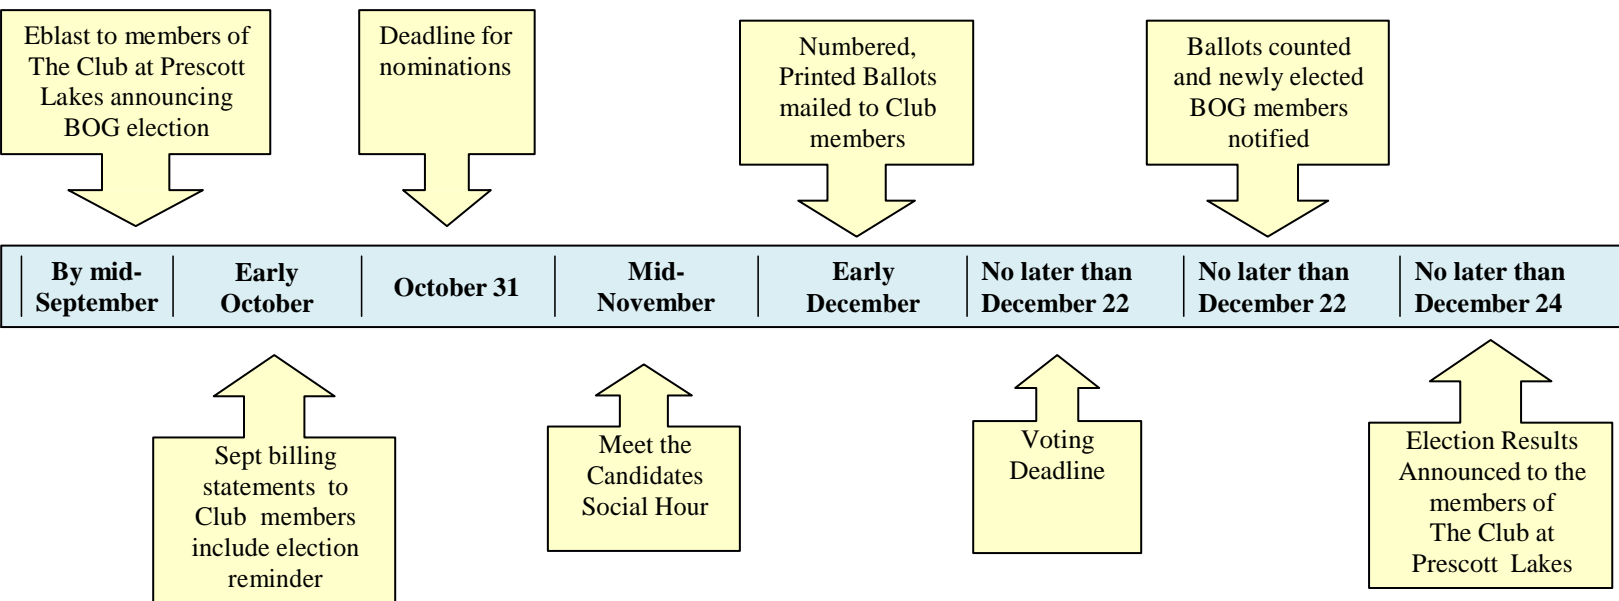 Eblast to members of
The Club at Prescott
Lakes announcing
BOG election
Deadline for
nominations
Numbered,
Printed Ballots
mailed to Club
members
Ballots counted
and newly elected
BOG members
notified
By mid-
September
Early
October
October 31
Mid-
November
Early
December
No later than
December 22
No later than
December 22
No later than
December 24
Sept billing
statements to
Club members
include election
reminder
Meet the
Candidates
Social Hour
Voting
Deadline
Election Results
Announced to the
members of
The Club at
Prescott Lakes